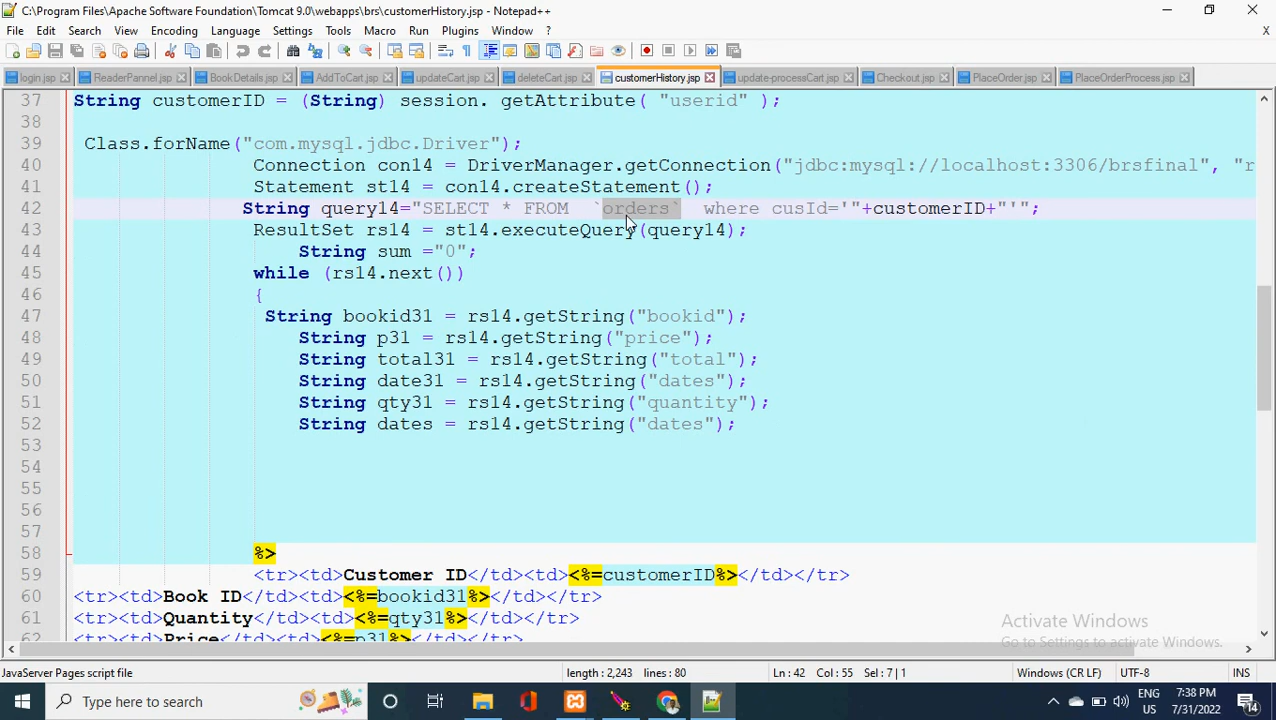 C:\Program Files\Apache Software Foundation\Tomcat 9.0\webapps\brs\customerHistory.jsp - Notepad++
File Edit Search View Encoding Language Settings Tools Macro Run Plugins Window ? X
login.jsp ReaderPannel.jsp BookDetails.jsp AddToCart.jsp updateCart.jsp deleteCart.jsp customerHistory.jsp update-processCart.jsp Checkout.jsp PlaceOrder.jsp PlaceOrderProcess.jsp
37 String customerID = (String) session. getAttribute( "userid" );
38
39 Class.forName("com.mysql.jdbc.Driver");
40 Connection con14 = DriverManager.getConnection("jdbc:mysql://localhost:3306/brsfinal", "r
41 Statement st14 = con14.createStatement();
42 String query14="SELECT * FROM `orders` where cusId='"+customerID+"'";
43 ResultSet rs14 = st14.executeQuery(query14);
44 String sum ="0";
45 while (rs14.next())
46 {
47 String bookid31 = rs14.getString("bookid");
48 String p31 = rs14.getString("price");
49 String total31 = rs14.getString("total");
50 String date31 = rs14.getString("dates");
51 String qty31 = rs14.getString("quantity");
52 String dates = rs14.getString("dates");
53
54
55
56
57
58 %>
59 <tr><td>Customer ID</td><td><%=customerID%></td></tr>
60 <tr><td>Book ID</td><td><%=bookid31%></td></tr>
61 <tr><td>Quantity</td><td><%=qty31%></td></tr>
62 <tr><td>Price</td><td><%=p31%></td></tr>
Activate Windows
Go to Settings to activate Windows.
JavaServer Pages script file length : 2,243 lines : 80 Ln : 42 Col : 55 Sel : 7 | 1 Windows (CR LF) UTF-8 INS
Type here to search ENG US 7:38 PM 7/31/2022 14